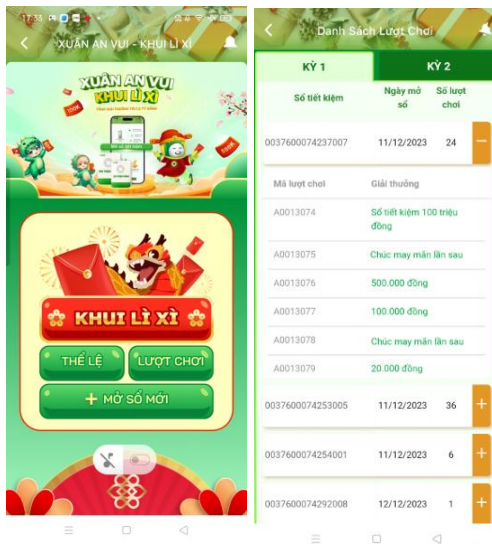 17:33
XUÂN AN VUI - KHUI LÌ XÌ
XUÂN AN VUI
KHUI LÌ XÌ
100K
500K
KHUI LÌ XÌ
THỂ LỆ
LƯỢT CHƠI
+ MỞ SỔ MỚI
Danh Sách Lượt Chơi
KỲ 1
KỲ 2
Số tiết kiệm
Ngày mở sổ
Số lượt chơi
0037600074237007 11/12/2023 24 −
Mã lượt chơi Giải thưởng
A0013074 Sổ tiết kiệm 100 triệu
đồng
A0013075 Chúc may mắn lần sau
A0013076 500.000 đồng
A0013077 100.000 đồng
A0013078 Chúc may mắn lần sau
A0013079 20.000 đồng
0037600074253005 11/12/2023 36 +
0037600074254001 11/12/2023 6 +
0037600074292008 12/12/2023 1 +